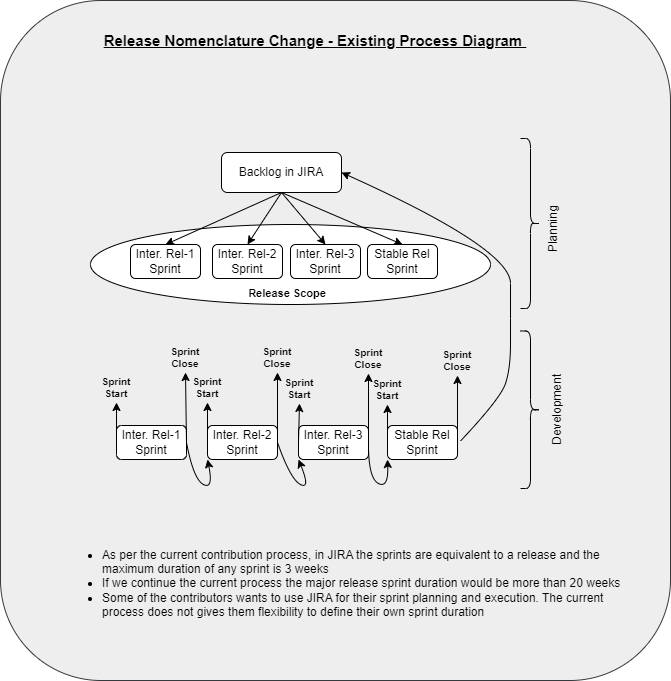 Release Nomenclature Change - Existing Process Diagram
Backlog in JIRA
Planning
Inter. Rel-1
Sprint
Inter. Rel-2
Sprint
Inter. Rel-3
Sprint
Stable Rel
Sprint
Release Scope
Sprint
Start
Sprint
Close
Sprint
Start
Sprint
Close
Sprint
Start
Sprint
Close
Sprint
Start
Sprint
Close
Development
Inter. Rel-1
Sprint
Inter. Rel-2
Sprint
Inter. Rel-3
Sprint
Stable Rel
Sprint
• As per the current contribution process, in JIRA the sprints are equivalent to a release and the
maximum duration of any sprint is 3 weeks
• If we continue the current process the major release sprint duration would be more than 20 weeks
• Some of the contributors wants to use JIRA for their sprint planning and execution. The current
process does not gives them flexibility to define their own sprint duration